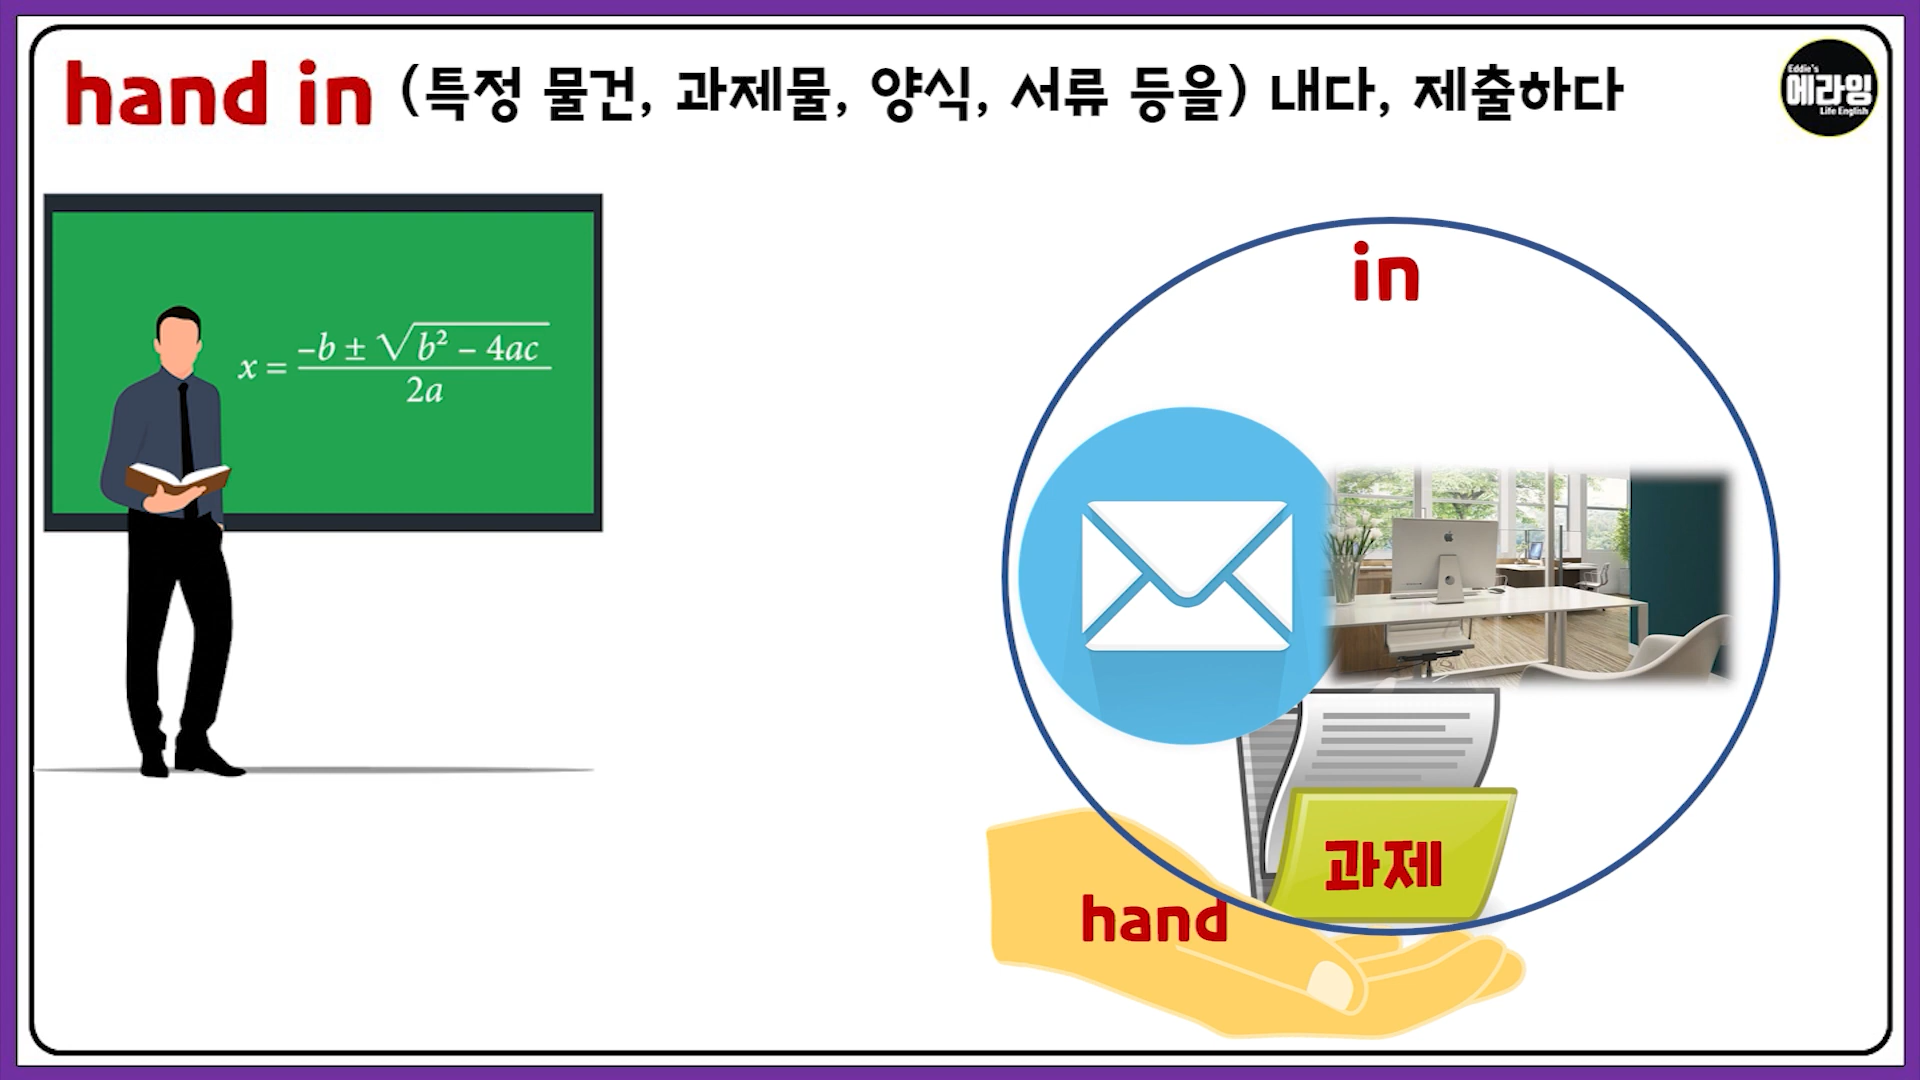 hand in (특정 물건, 과제물, 양식, 서류 등을) 내다, 제출하다
Eddie's
에라잉
Life English
x = –b ± √b² – 4ac
2a
in
과제
hand